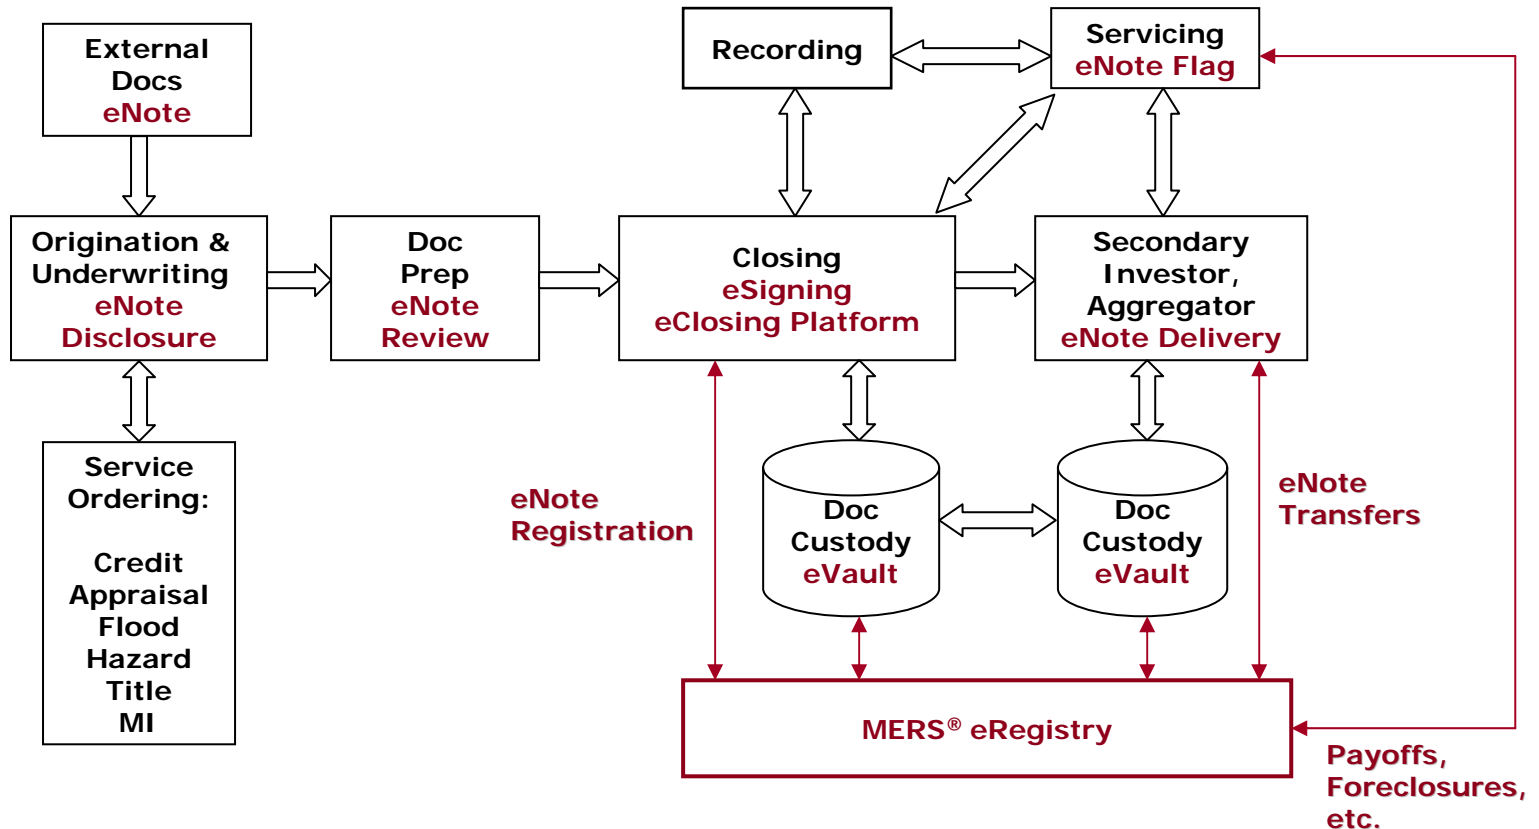 External
Docs
eNote
Recording
Servicing
eNote Flag
Origination &
Underwriting
eNote
Disclosure
Doc
Prep
eNote
Review
Closing
eSigning
eClosing Platform
Secondary
Investor,
Aggregator
eNote Delivery
Service
Ordering:
Credit
Appraisal
Flood
Hazard
Title
MI
eNote
Registration
Doc
Custody
eVault
Doc
Custody
eVault
eNote
Transfers
MERS® eRegistry
Payoffs,
Foreclosures,
etc.